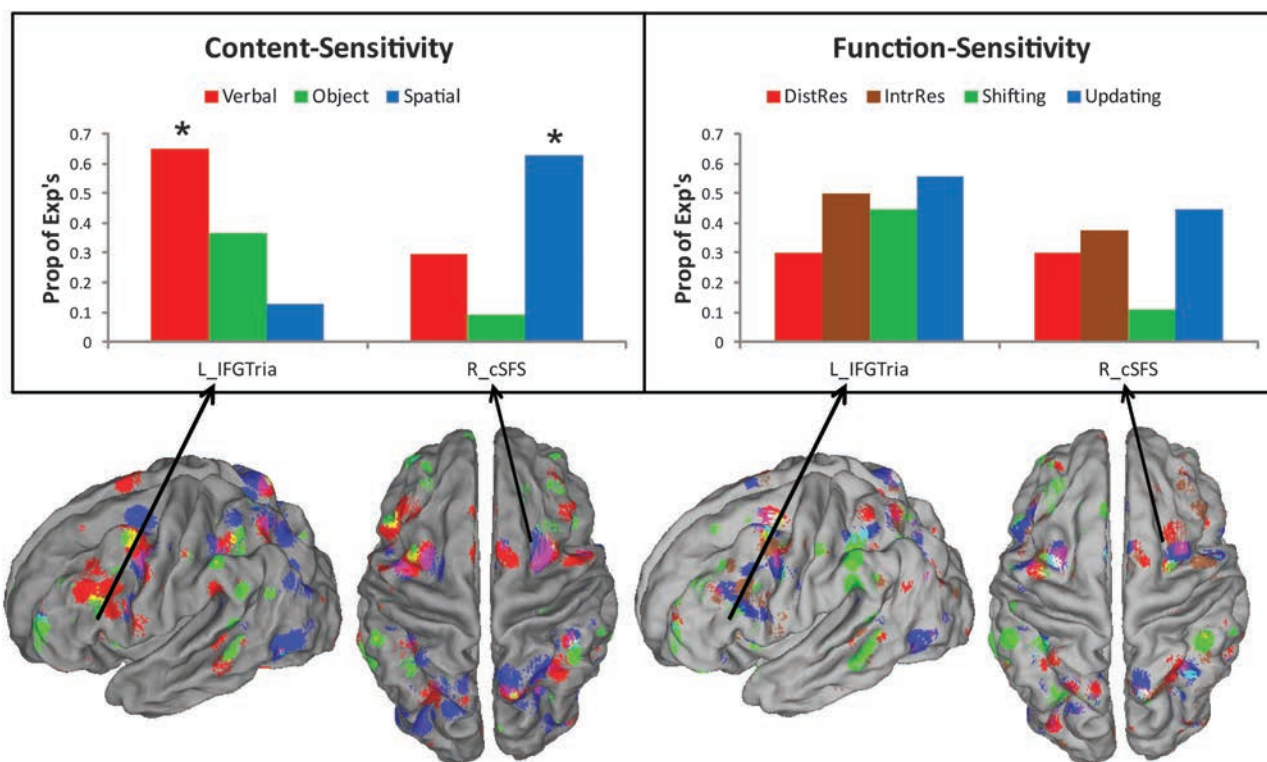 Content-Sensitivity
Verbal Object Spatial
* *
Prop of Exp's
0.7
0.6
0.5
0.4
0.3
0.2
0.1
0
L_IFGTria R_cSFS
Function-Sensitivity
DistRes IntrRes Shifting Updating
Prop of Exp's
0.7
0.6
0.5
0.4
0.3
0.2
0.1
0
L_IFGTria R_cSFS